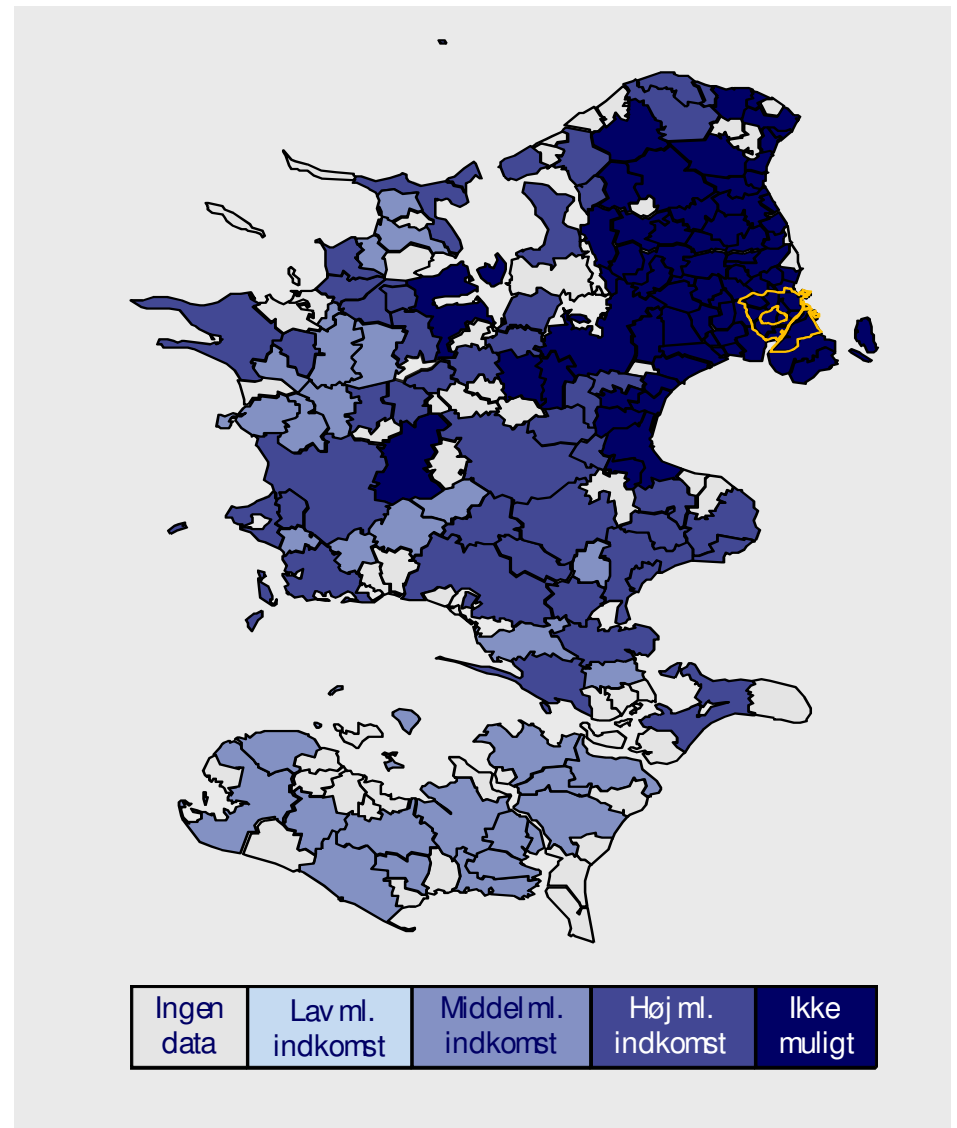 Ingen data
Lav ml. indkomst
Middel ml. indkomst
Høj ml. indkomst
Ikke muligt